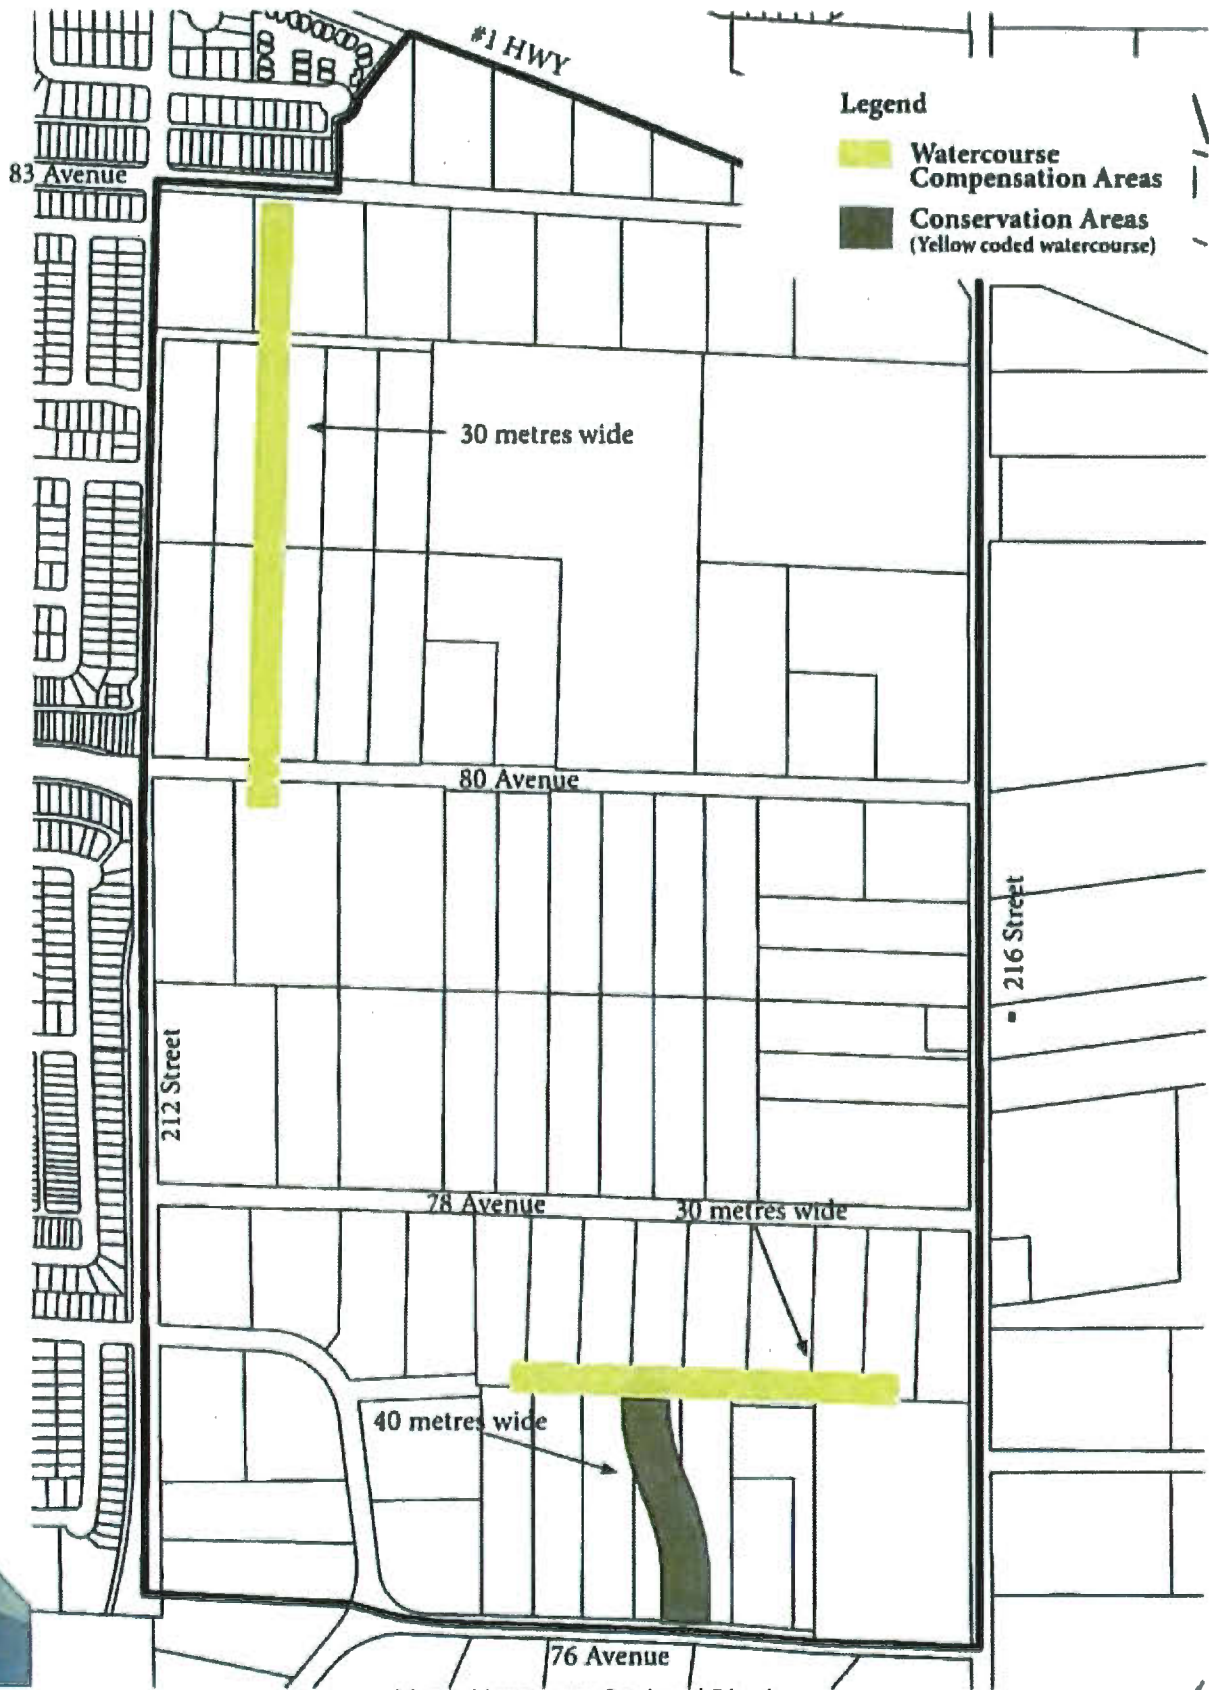 #1 HWY
Legend
Watercourse
Compensation Areas
Conservation Areas
(Yellow coded watercourse)
83 Avenue
30 metres wide
80 Avenue
216 Street
212 Street
78 Avenue
30 metres wide
40 metres wide
76 Avenue